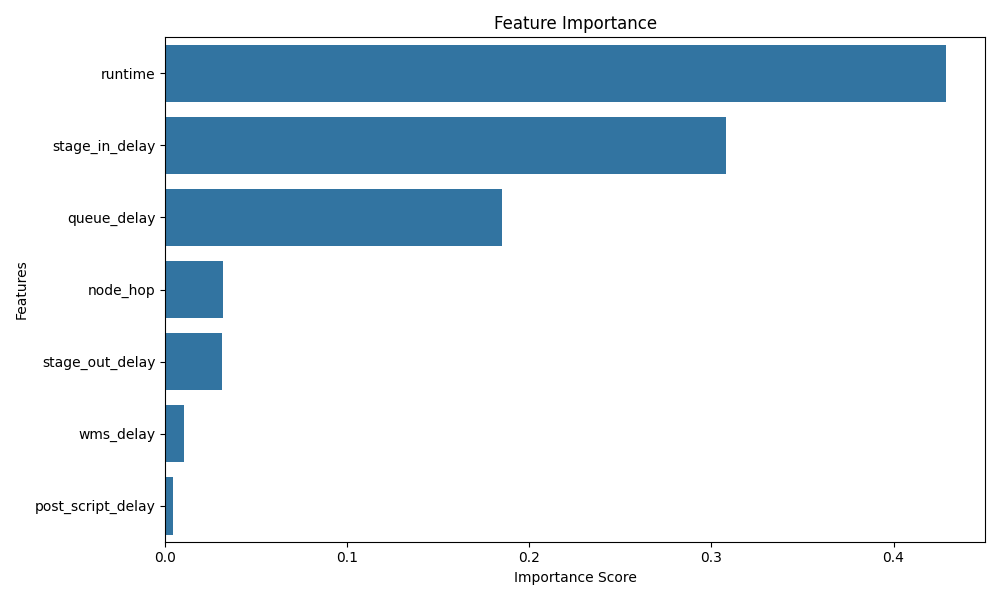 Feature Importance
Features
runtime
stage_in_delay
queue_delay
node_hop
stage_out_delay
wms_delay
post_script_delay
0.0 0.1 0.2 0.3 0.4
Importance Score